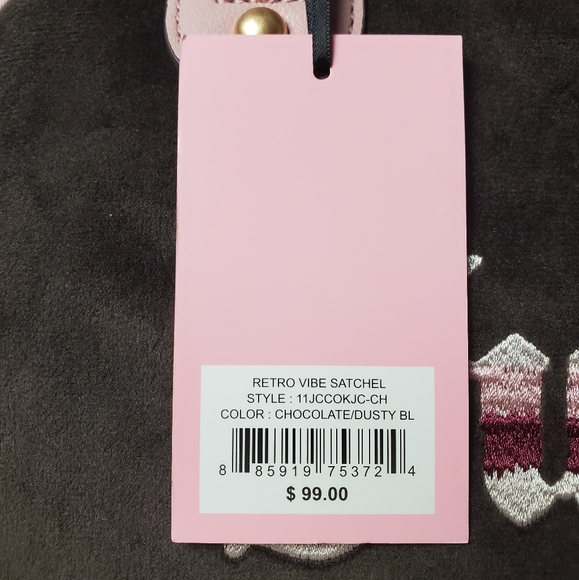 RETRO VIBE SATCHEL
STYLE : 11JCCOKJC-CH
COLOR : CHOCOLATE/DUSTY BL
8 85919 75372 4
$ 99.00